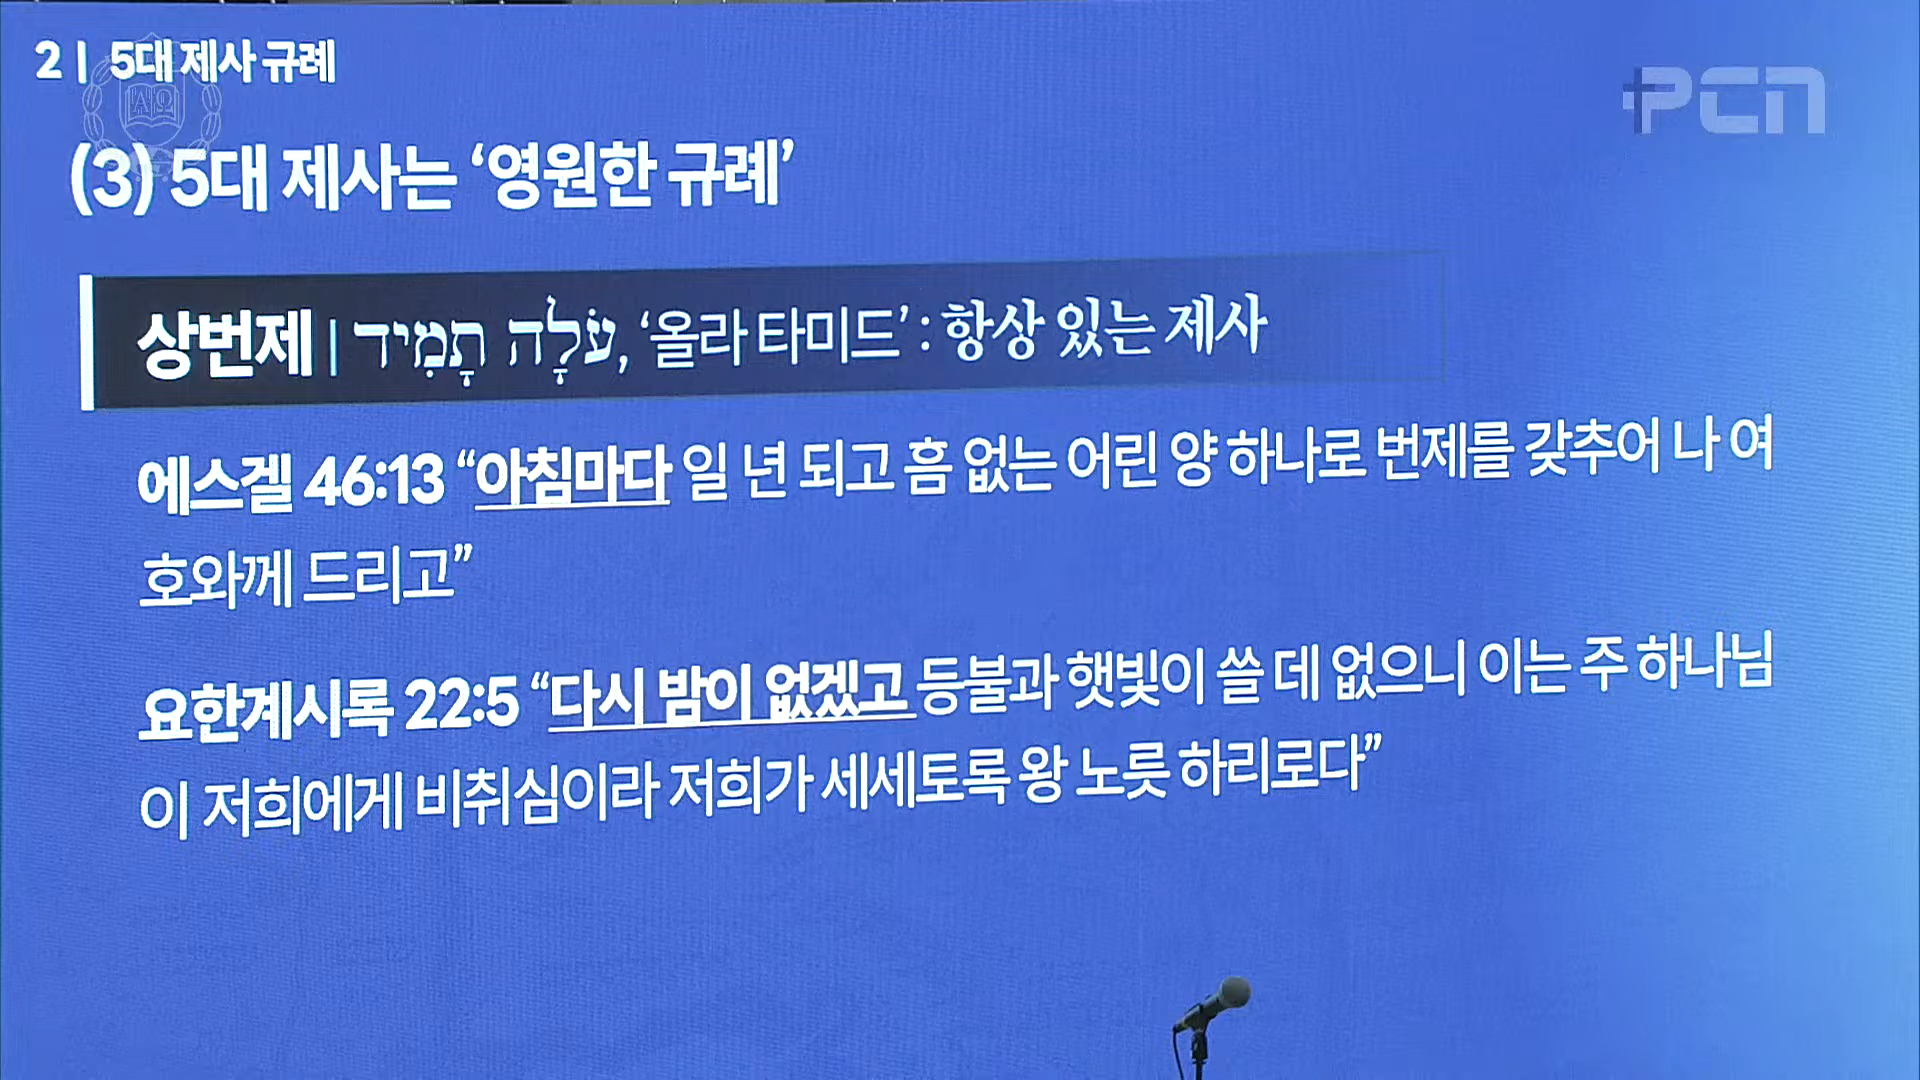 2 | 5대 제사 규례
PCN
(3) 5대 제사는 ‘영원한 규례’
상번제 | עֹלָה תָמִיד, ‘올라 타미드’ : 항상 있는 제사
에스겔 46:13 “아침마다 일 년 되고 흠 없는 어린 양 하나로 번제를 갖추어 나 여
호와께 드리고”
요한계시록 22:5 “다시 밤이 없겠고 등불과 햇빛이 쓸 데 없으니 이는 주 하나님
이 저희에게 비취심이라 저희가 세세토록 왕 노릇 하리로다”